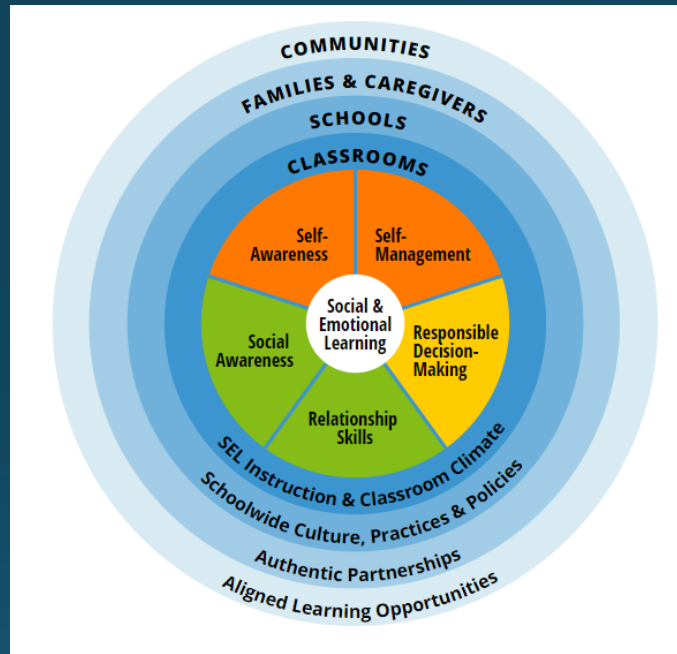 COMMUNITIES
FAMILIES & CAREGIVERS
SCHOOLS
CLASSROOMS
Self-
Awareness
Self-
Management
Social &
Emotional
Learning
Social
Awareness
Responsible
Decision-
Making
Relationship
Skills
SEL Instruction & Classroom Climate
Schoolwide Culture, Practices & Policies
Authentic Partnerships
Aligned Learning Opportunities